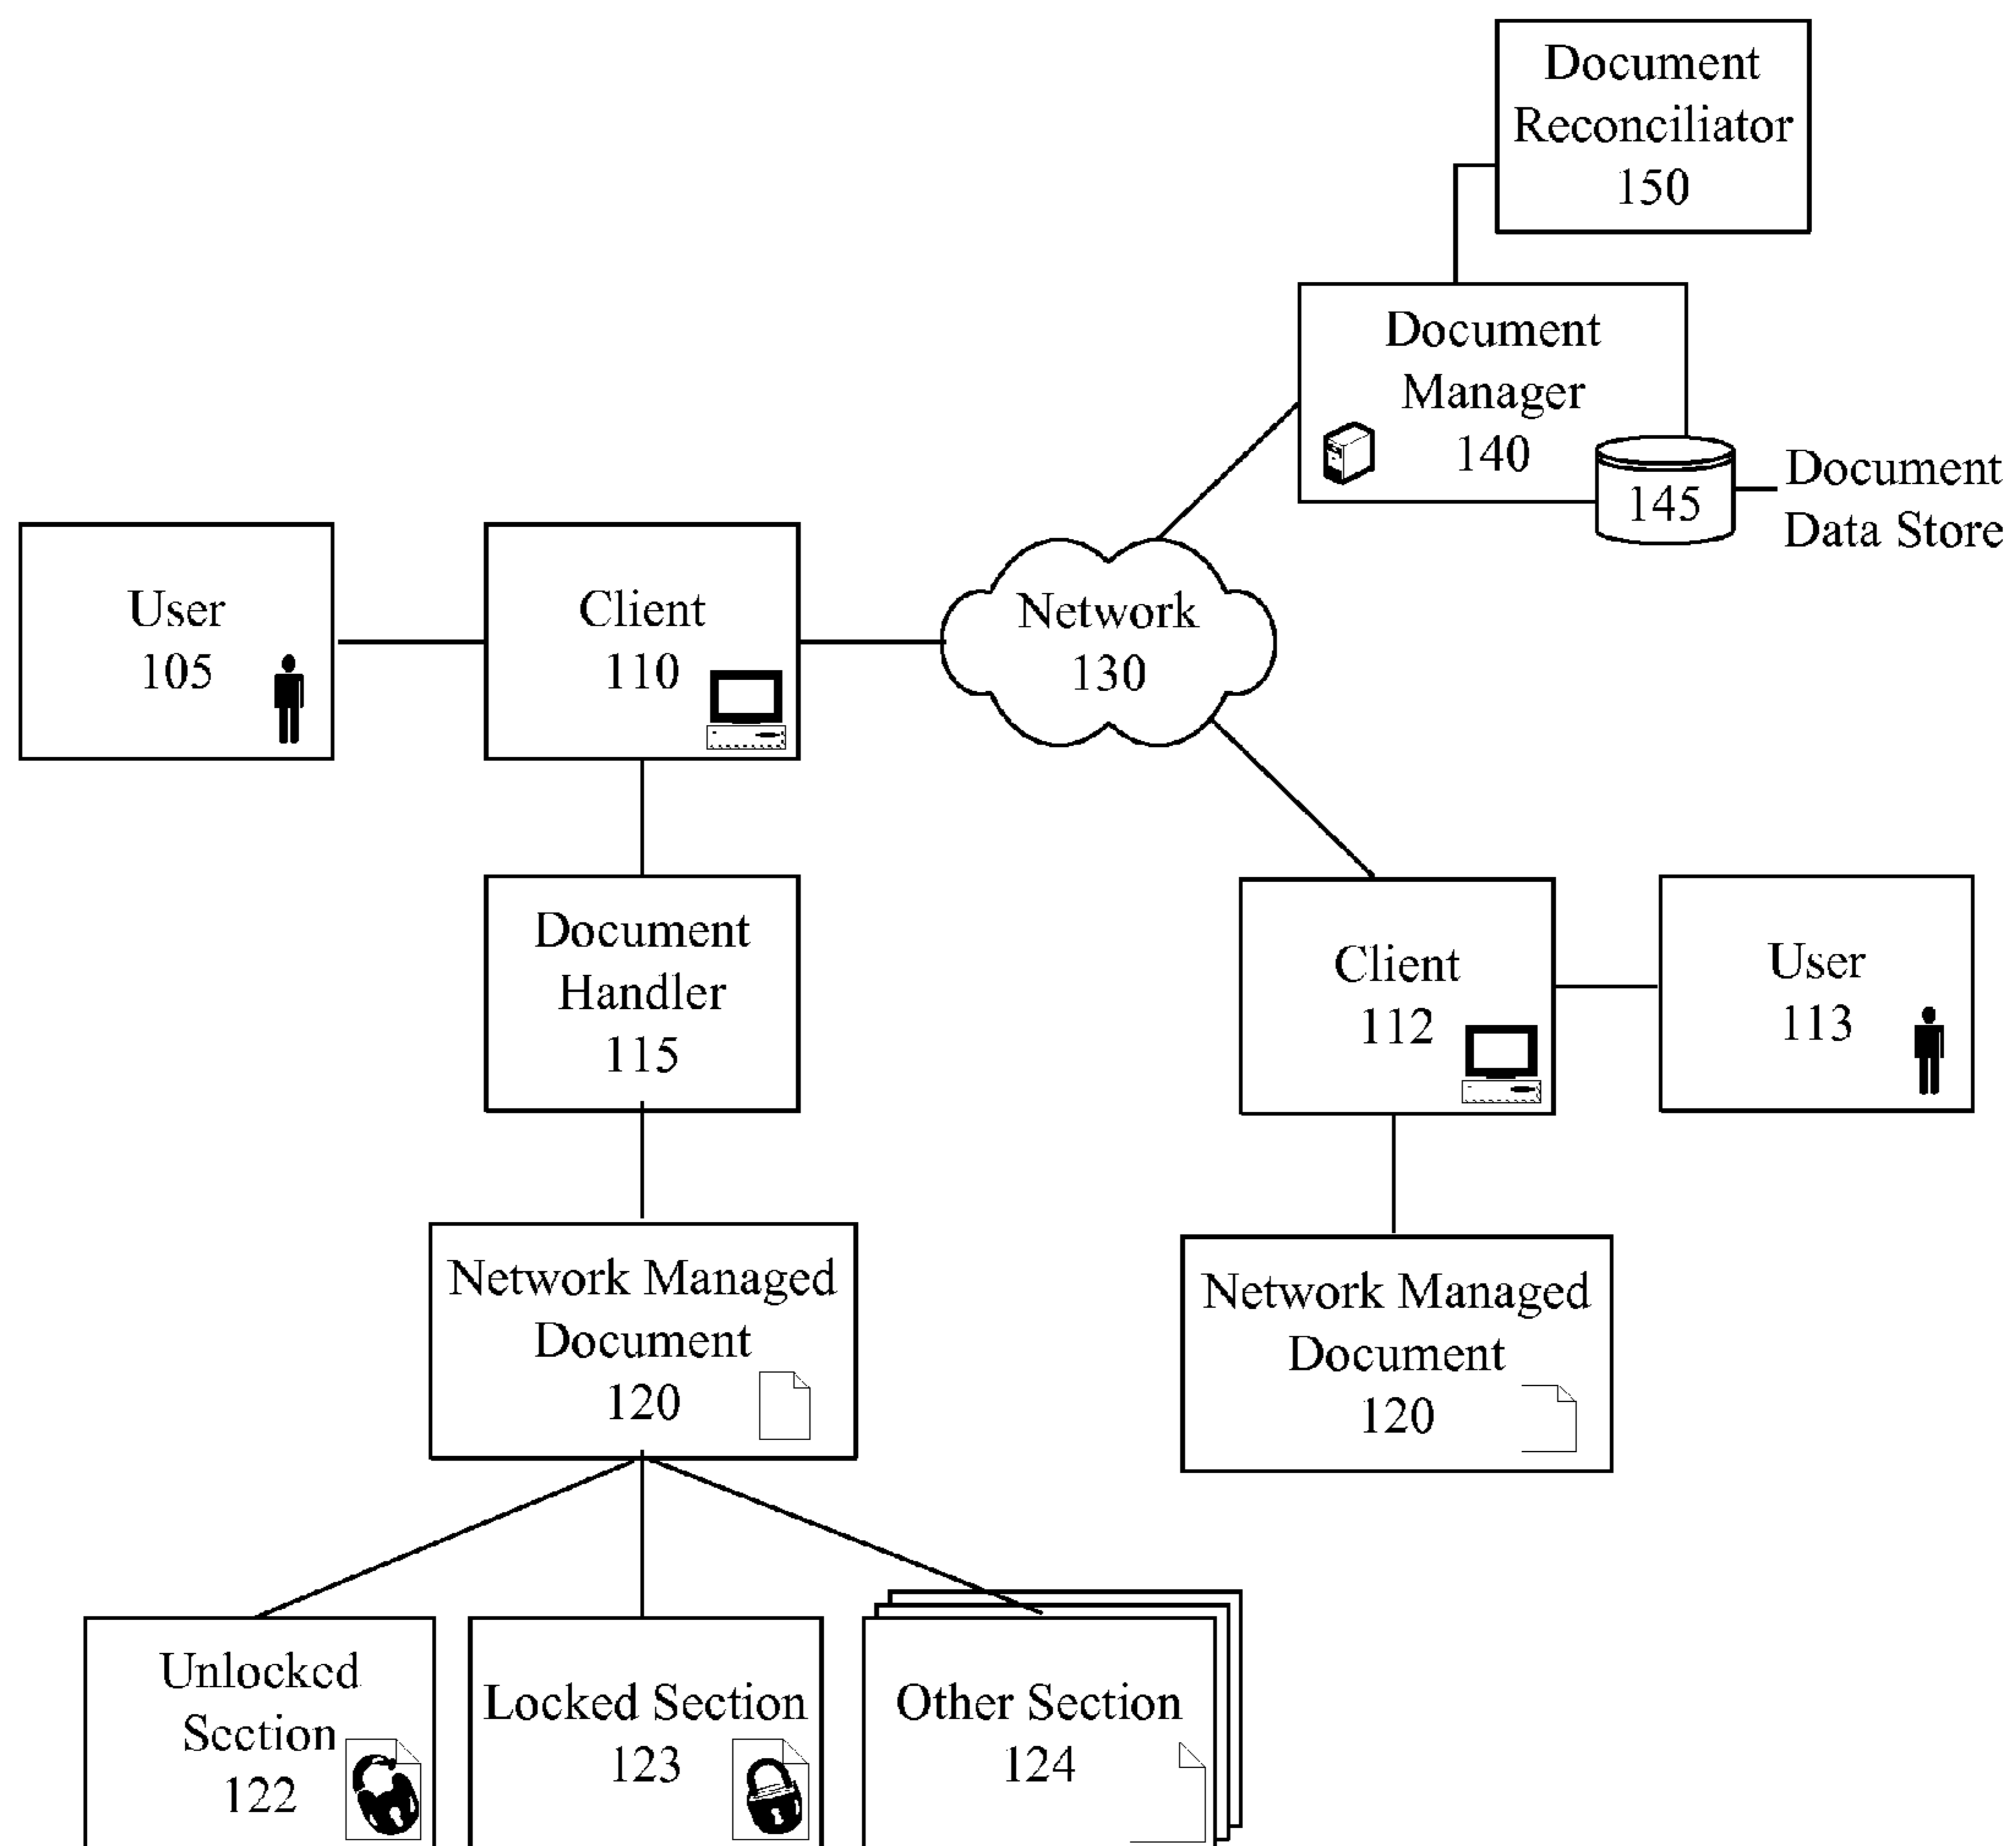 Document
Reconciliator
150
Document
Manager
140
145
Document
Data Store
User
105
Client
110
Network
130
Document
Handler
115
Client
112
User
113
Network Managed
Document
120
Network Managed
Document
120
Unlocked
Section
122
Locked Section
123
Other Section
124